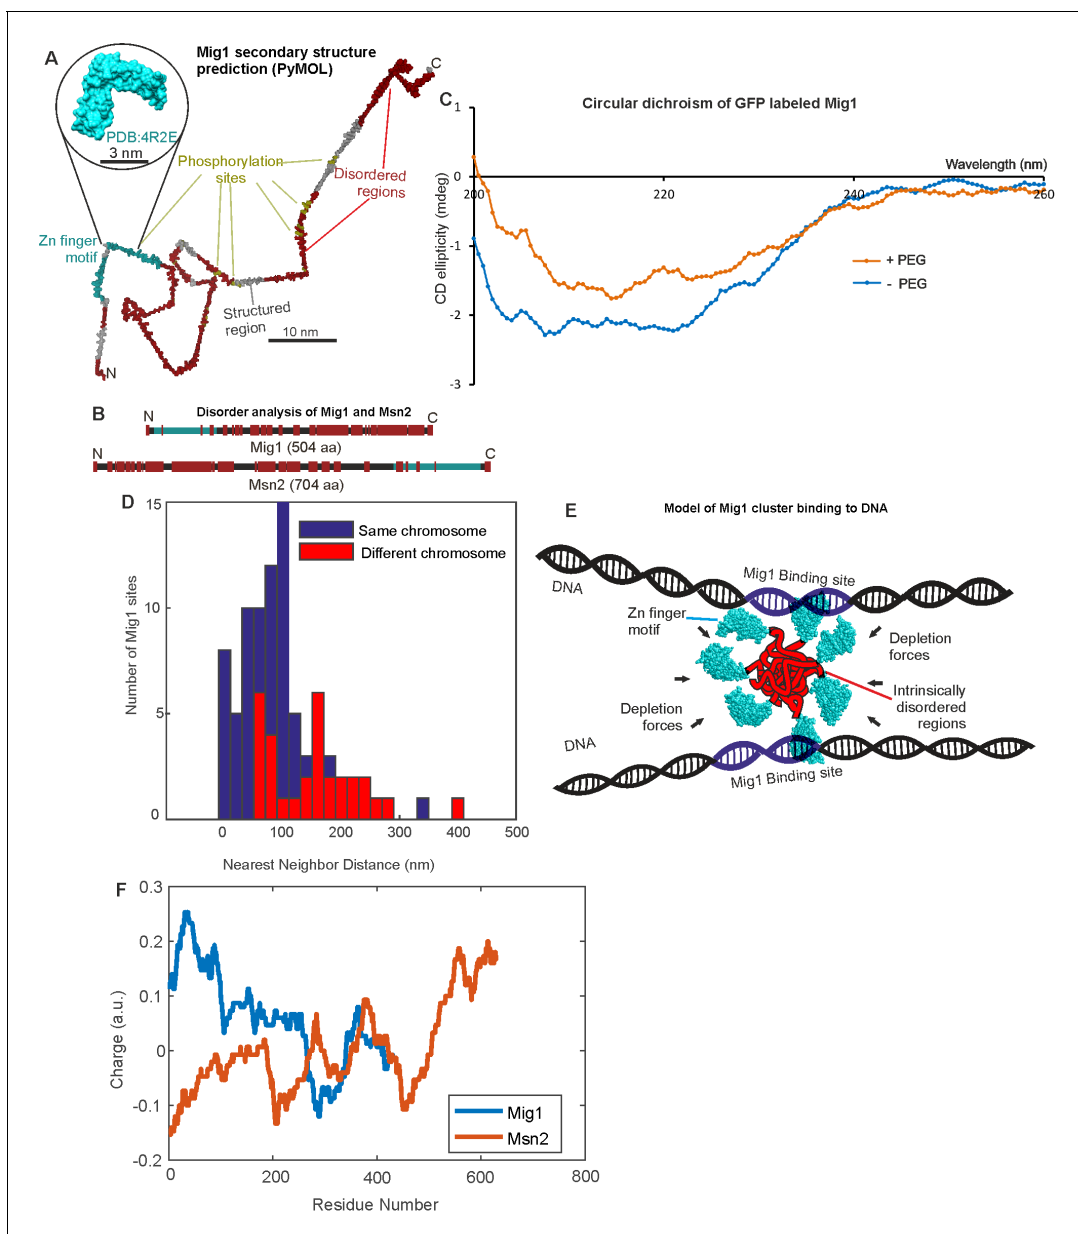 A
Mig1 secondary structure
prediction (PyMOL)
C
PDB:4R2E
3 nm
Phosphorylation
sites
Disordered
regions
Zn finger
motif
Structured
region
10 nm
N
C
Circular dichroism of GFP labeled Mig1
1
0
-1
-2
-3
CD ellipticity (mdeg)
Wavelength (nm)
200
220
240
260
+ PEG
- PEG
B
Disorder analysis of Mig1 and Msn2
N
C
Mig1 (504 aa)
N
C
Msn2 (704 aa)
D
15
10
5
0
Number of Mig1 sites
Same chromosome
Different chromosome
0
100
200
300
400
500
Nearest Neighbor Distance (nm)
E
Model of Mig1 cluster binding to DNA
DNA
Mig1 Binding site
Zn finger
motif
Depletion
forces
Intrinsically
disordered
regions
Depletion
forces
DNA
Mig1 Binding site
F
0.3
0.2
0.1
0
-0.1
-0.2
Charge (a.u.)
Mig1
Msn2
0
200
400
600
800
Residue Number